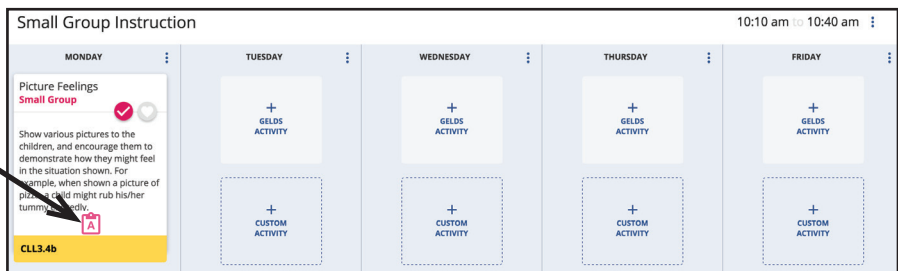 Small Group Instruction
10:10 am to 10:40 am
MONDAY
TUESDAY
WEDNESDAY
THURSDAY
FRIDAY
Picture Feelings
Small Group
Show various pictures to the
children, and encourage them to
demonstrate how they might feel
in the situation shown. For
example, when shown a picture of
a child might rub his/her
tummy
A
CLL3.4b
+
GELDS
ACTIVITY
+
CUSTOM
ACTIVITY
+
GELDS
ACTIVITY
+
CUSTOM
ACTIVITY
+
GELDS
ACTIVITY
+
CUSTOM
ACTIVITY
+
GELDS
ACTIVITY
+
CUSTOM
ACTIVITY